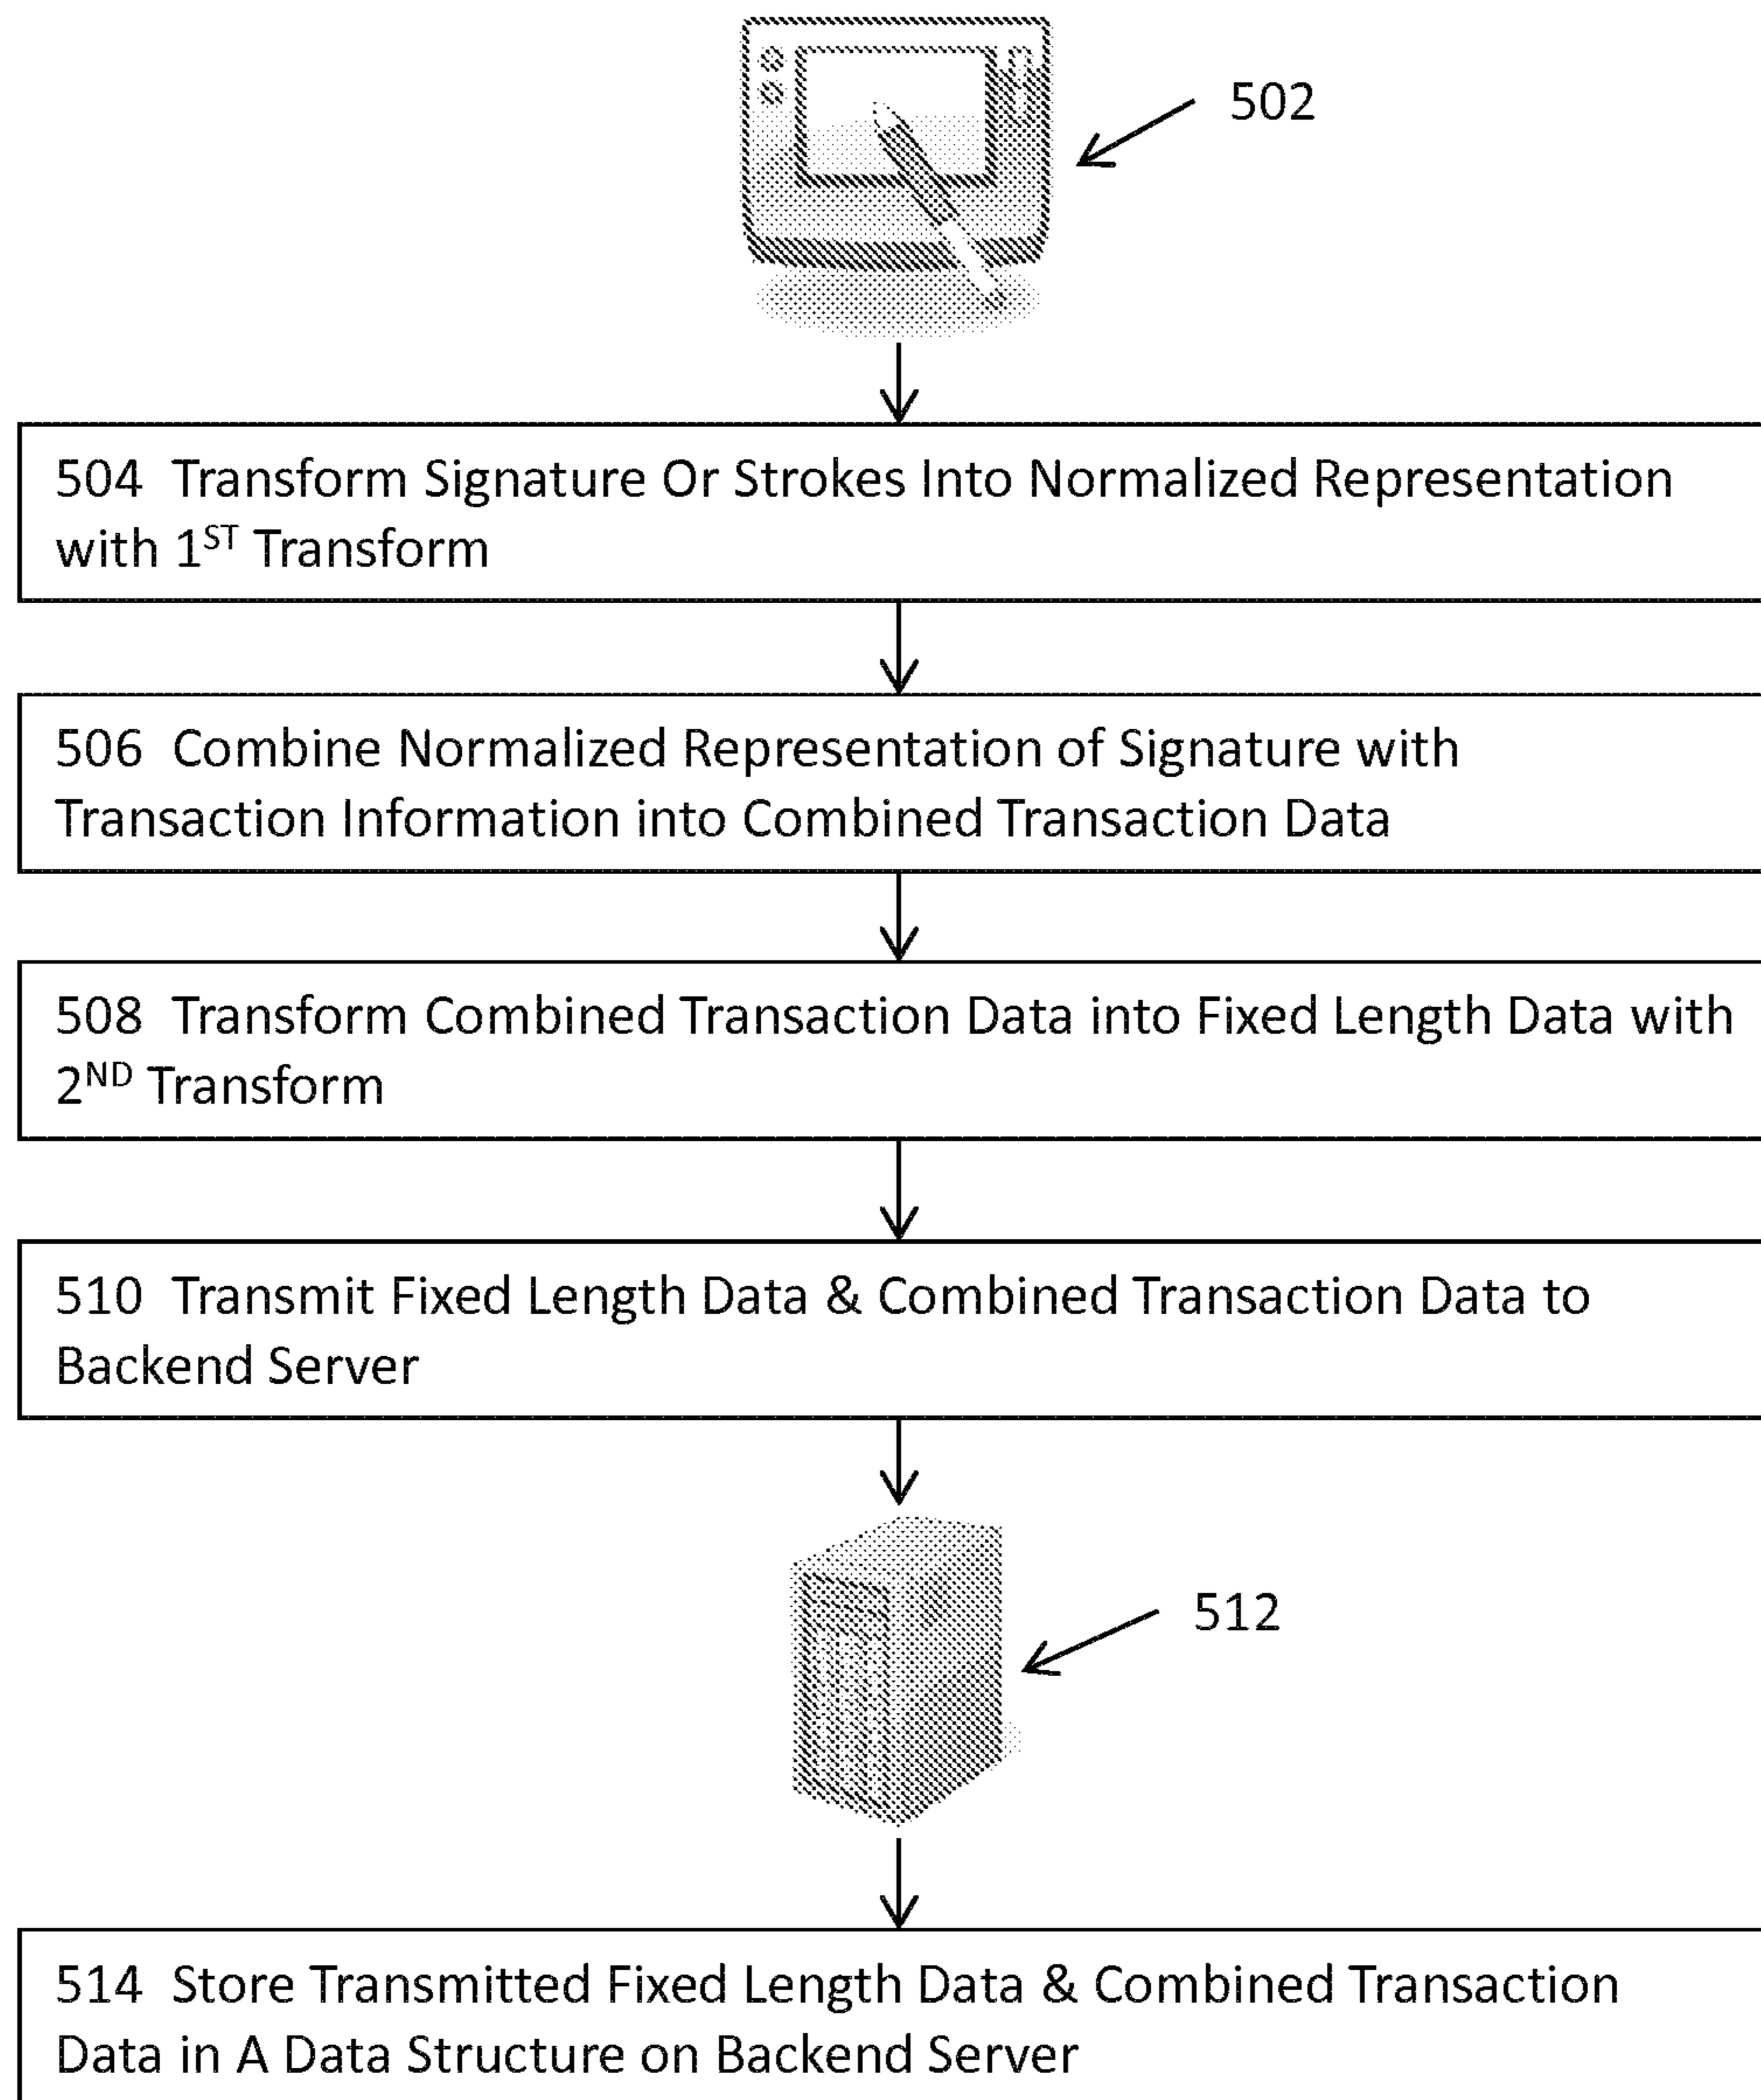 502
504 Transform Signature Or Strokes Into Normalized Representation
with 1ST Transform
506 Combine Normalized Representation of Signature with
Transaction Information into Combined Transaction Data
508 Transform Combined Transaction Data into Fixed Length Data with
2ND Transform
510 Transmit Fixed Length Data & Combined Transaction Data to
Backend Server
512
514 Store Transmitted Fixed Length Data & Combined Transaction
Data in A Data Structure on Backend Server